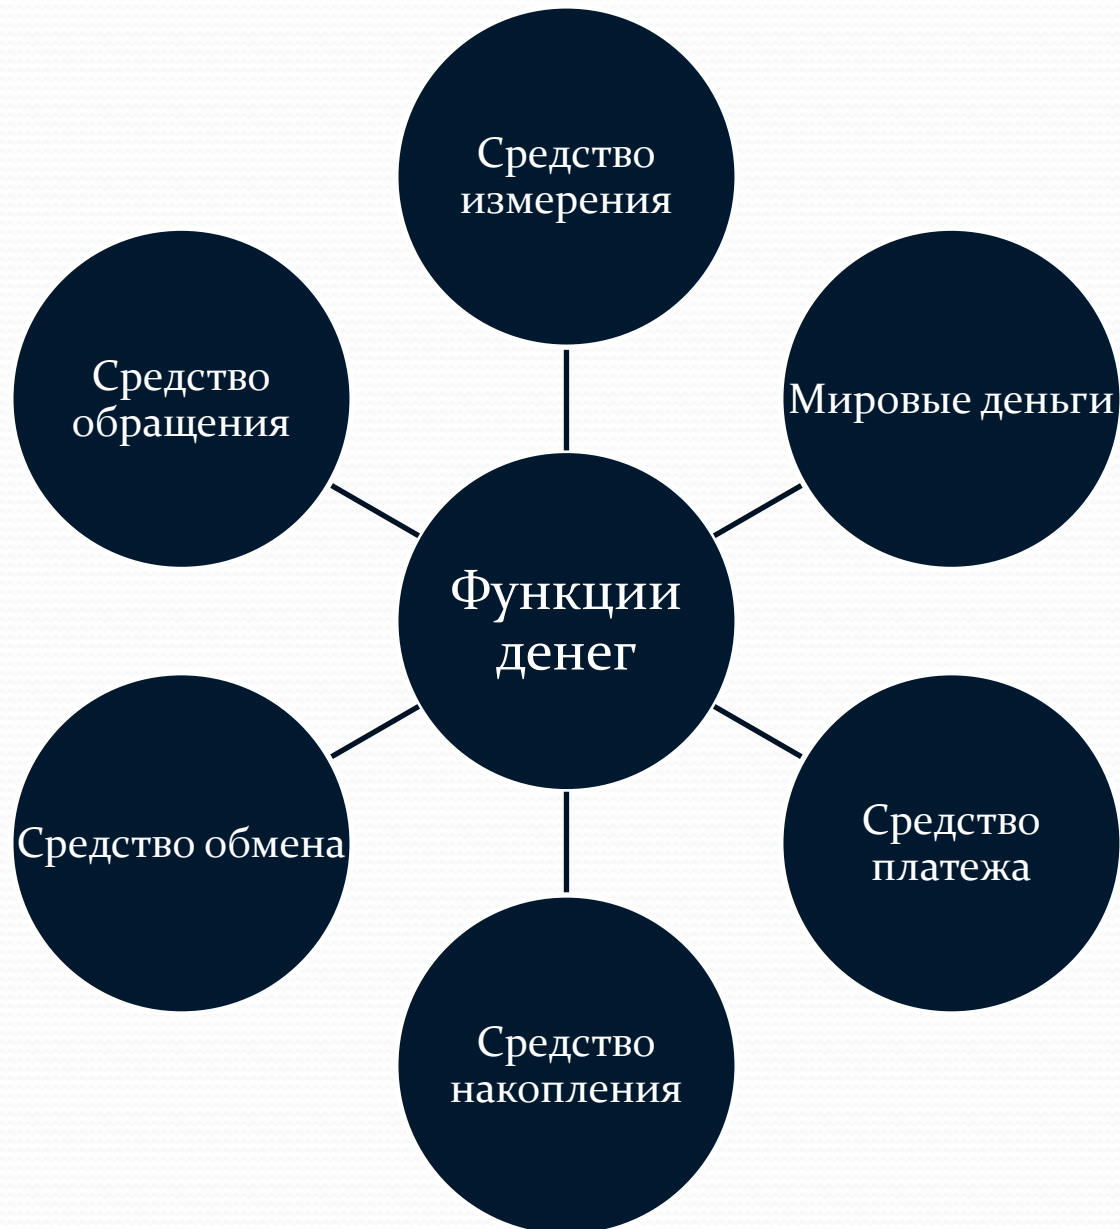 Средство
измерения
Мировые деньги
Средство
платежа
Средство
накопления
Средство обмена
Средство
обращения
Функции
денег